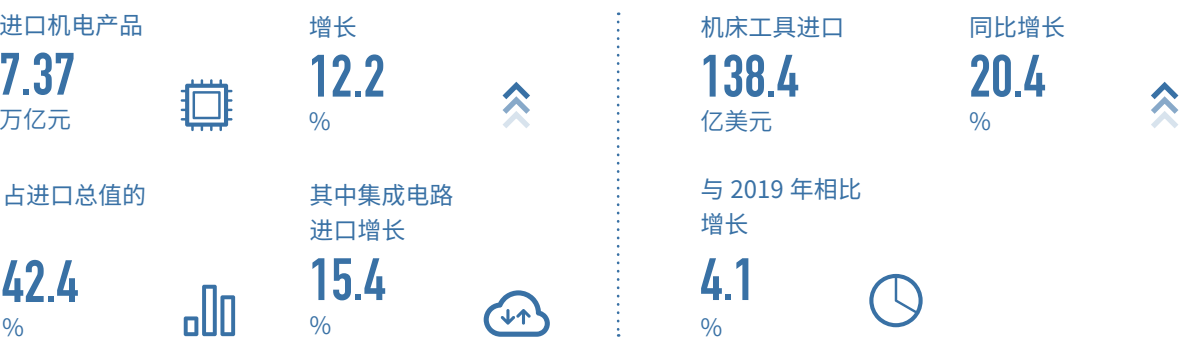 进口机电产品
7.37
万亿元
增长
12.2
%
占进口总值的
42.4
%
其中集成电路
进口增长
15.4
%
机床工具进口
138.4
亿美元
同比增长
20.4
%
与 2019 年相比
增长
4.1
%